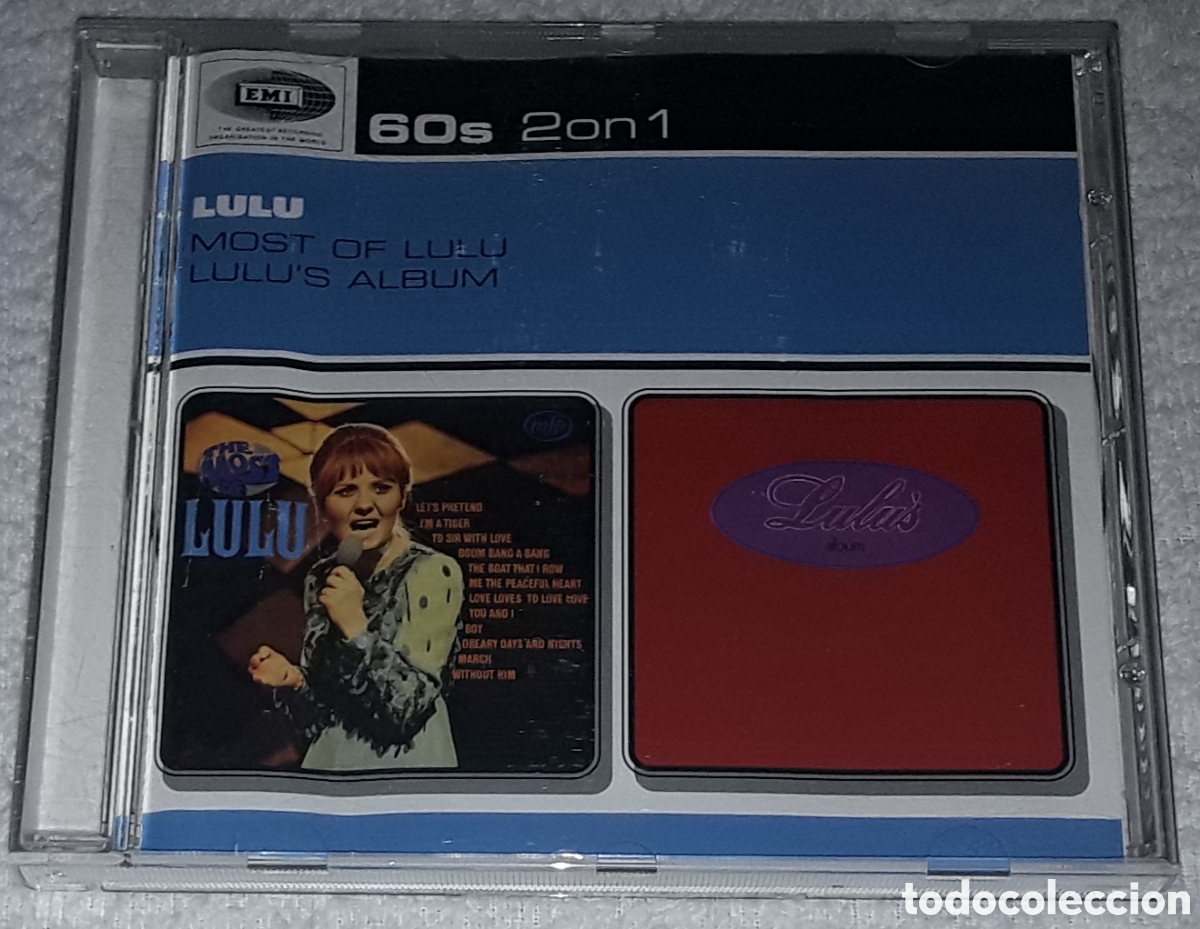 EMI
THE GREATEST RECORDING
ORGANISATION IN THE WORLD
60s 2on1
LULU
MOST OF LULU
LULU'S ALBUM
mfp
THE
MOST
LULU
LET'S PRETEND
I'M A TIGER
TO SIR WITH LOVE
BOOM BANG A BANG
THE BOAT THAT I ROW
ME THE PEACEFUL HEART
LOVE LOVES TO LOVE LOVE
YOU AND I
BOY
DREARY DAYS AND NIGHTS
MARCH
WITHOUT HIM
Lulu's
album
todocoleccion